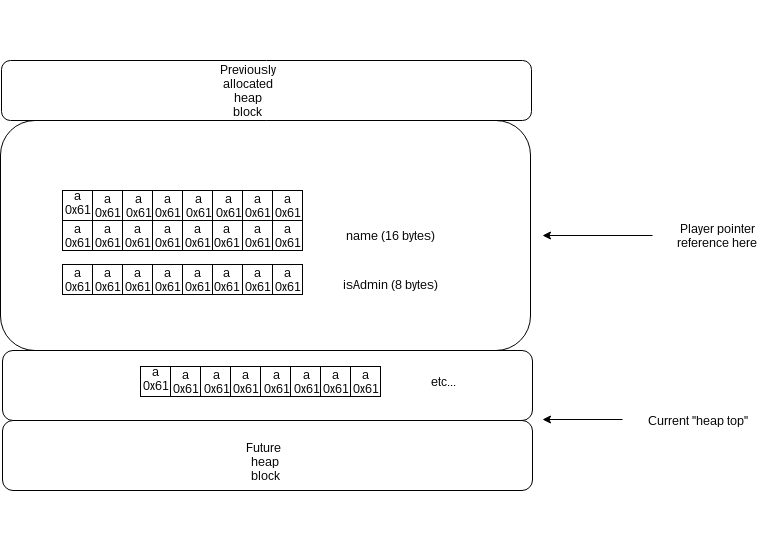 Previously
allocated
heap
block
a a a a a a a a
0x61 0x61 0x61 0x61 0x61 0x61 0x61 0x61
a a a a a a a a
0x61 0x61 0x61 0x61 0x61 0x61 0x61 0x61
name (16 bytes)
Player pointer
reference here
a a a a a a a a
0x61 0x61 0x61 0x61 0x61 0x61 0x61 0x61
isAdmin (8 bytes)
a a a a a a a a
0x61 0x61 0x61 0x61 0x61 0x61 0x61 0x61
etc...
Current "heap top"
Future
heap
block